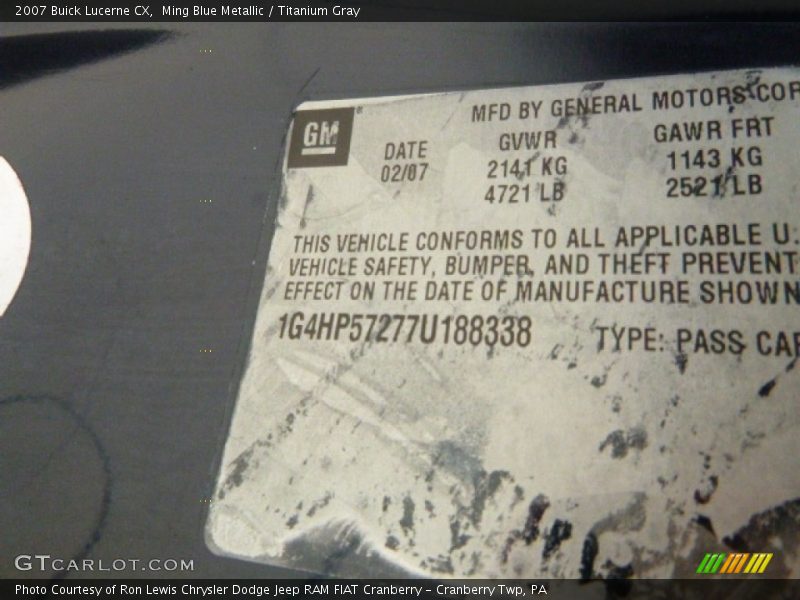 2007 Buick Lucerne CX, Ming Blue Metallic / Titanium Gray
MFD BY GENERAL MOTORS COR
GM
DATE GVWR GAWR FRT
02/07 2141 KG 1143 KG
4721 LB 2521 LB
THIS VEHICLE CONFORMS TO ALL APPLICABLE U.
VEHICLE SAFETY, BUMPER, AND THEFT PREVENT
EFFECT ON THE DATE OF MANUFACTURE SHOWN
1G4HP57277U188338 TYPE: PASS CAR
GTCARLOT.COM
Photo Courtesy of Ron Lewis Chrysler Dodge Jeep RAM FIAT Cranberry – Cranberry Twp, PA